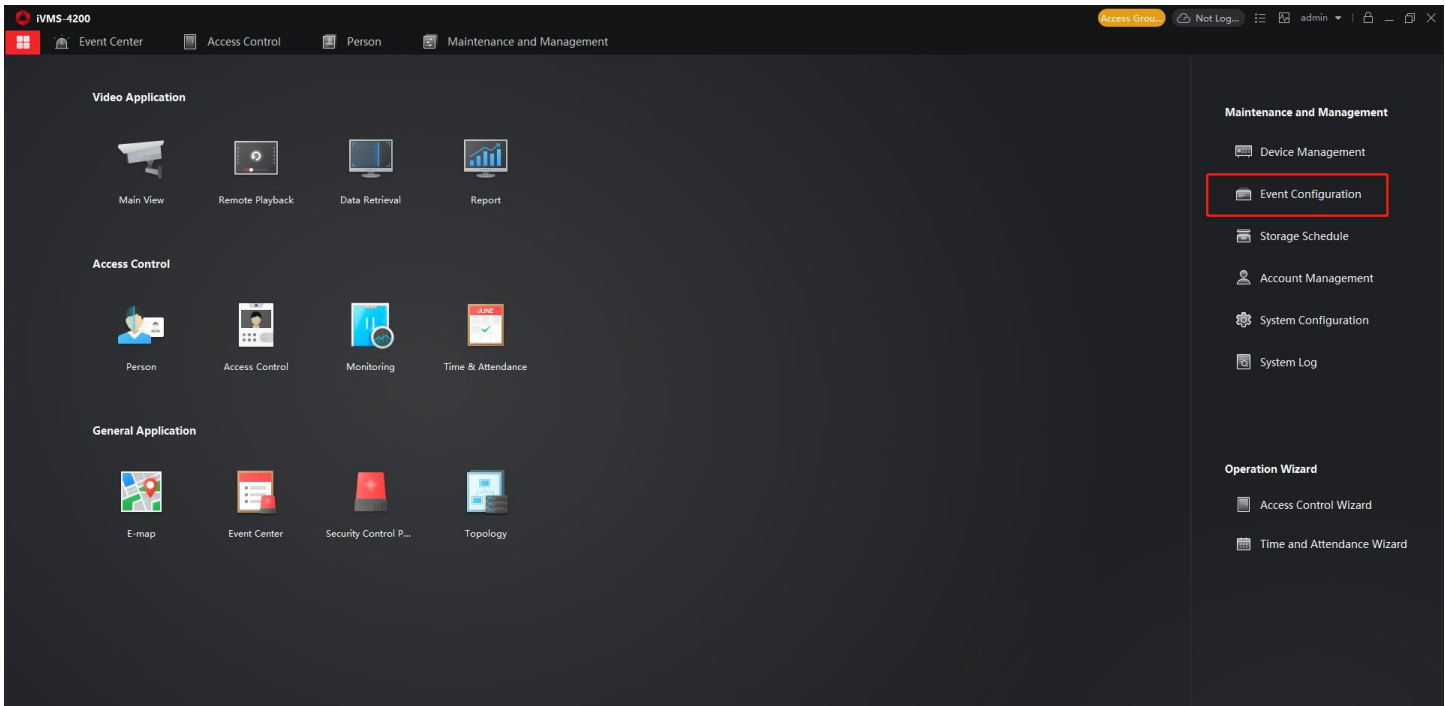 iVMS-4200
Access Grou...
Not Log...
admin
Event Center
Access Control
Person
Maintenance and Management
Video Application
Main View
Remote Playback
Data Retrieval
Report
Access Control
JUNE
Person
Access Control
Monitoring
Time & Attendance
General Application
E-map
Event Center
Security Control P...
Topology
Maintenance and Management
Device Management
Event Configuration
Storage Schedule
Account Management
System Configuration
System Log
Operation Wizard
Access Control Wizard
Time and Attendance Wizard